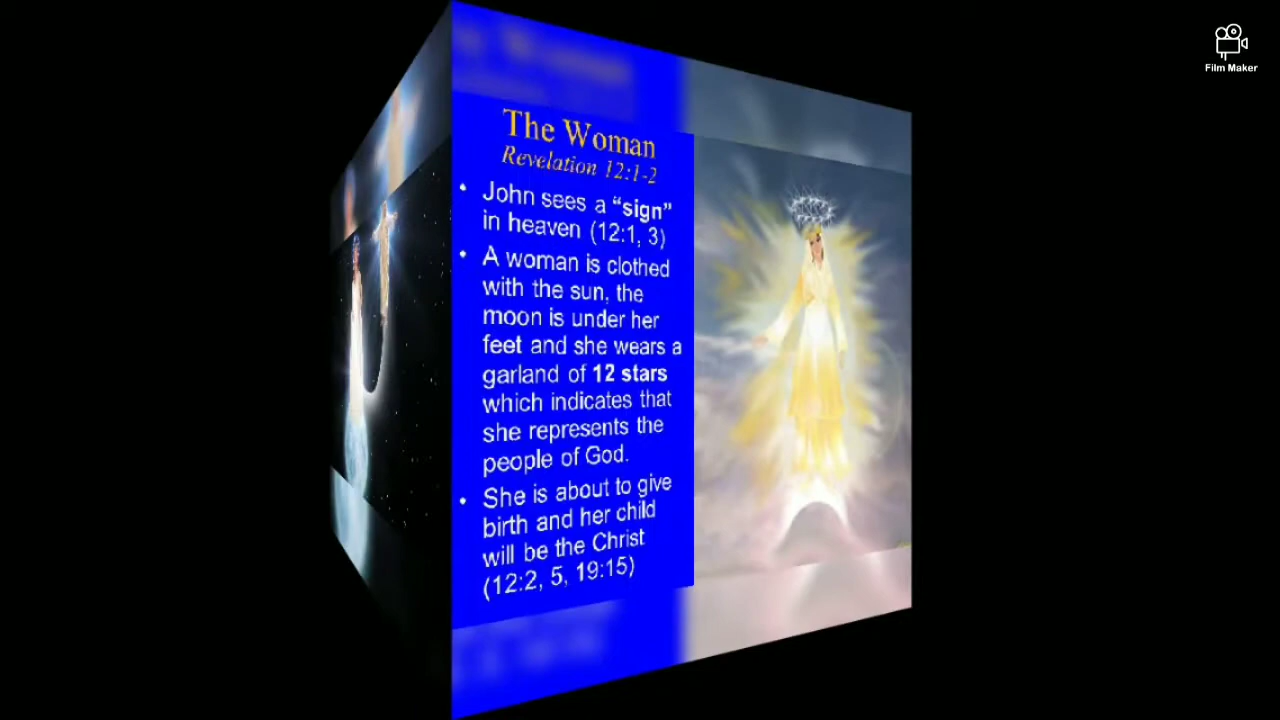 Film Maker
The Woman
Revelation 12:1-2
• John sees a “sign”
in heaven (12:1, 3)
• A woman is clothed
with the sun, the
moon is under her
feet and she wears a
garland of 12 stars
which indicates that
she represents the
people of God.
• She is about to give
birth and her child
will be the Christ
(12:2, 5, 19:15)